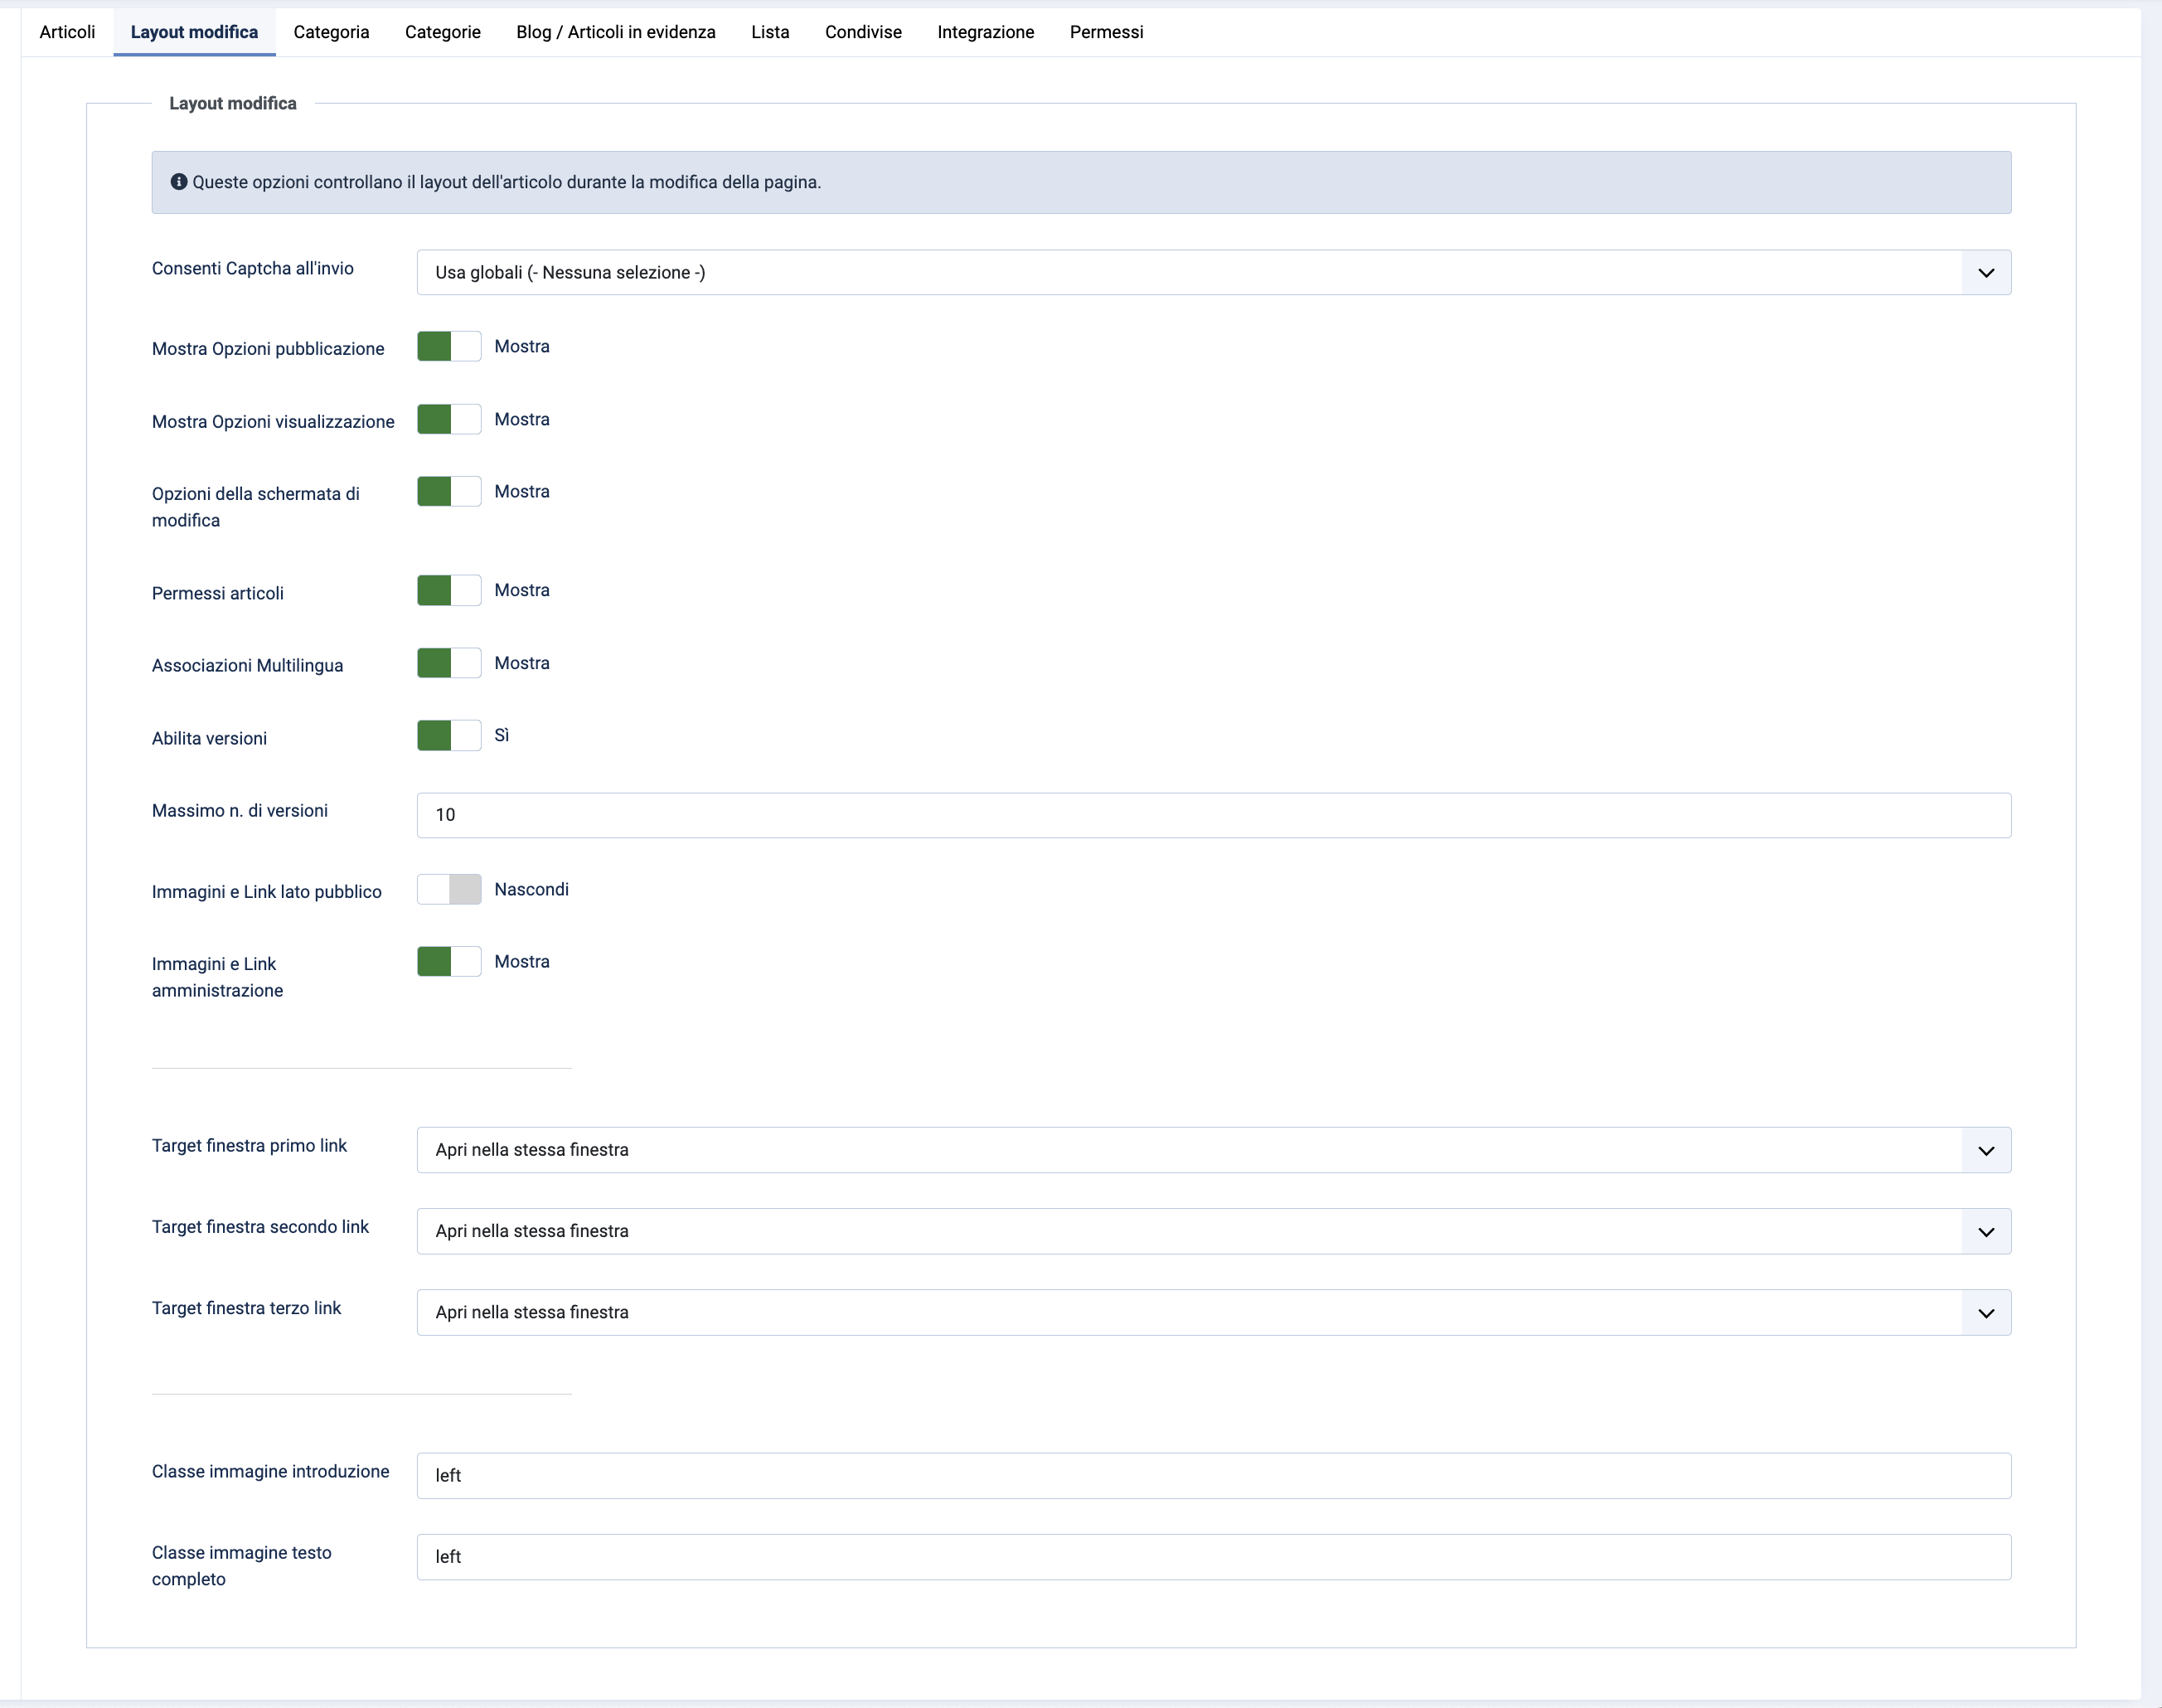 Articoli Layout modifica Categoria Categorie Blog / Articoli in evidenza Lista Condivise Integrazione Permessi
Layout modifica
Queste opzioni controllano il layout dell'articolo durante la modifica della pagina.
Consenti Captcha all'invio Usa globali (- Nessuna selezione -)
Mostra Opzioni pubblicazione Mostra
Mostra Opzioni visualizzazione Mostra
Opzioni della schermata di Mostra
modifica
Permessi articoli Mostra
Associazioni Multilingua Mostra
Abilita versioni Sì
Massimo n. di versioni 10
Immagini e Link lato pubblico Nascondi
Immagini e Link Mostra
amministrazione
Target finestra primo link Apri nella stessa finestra
Target finestra secondo link Apri nella stessa finestra
Target finestra terzo link Apri nella stessa finestra
Classe immagine introduzione left
Classe immagine testo left
completo